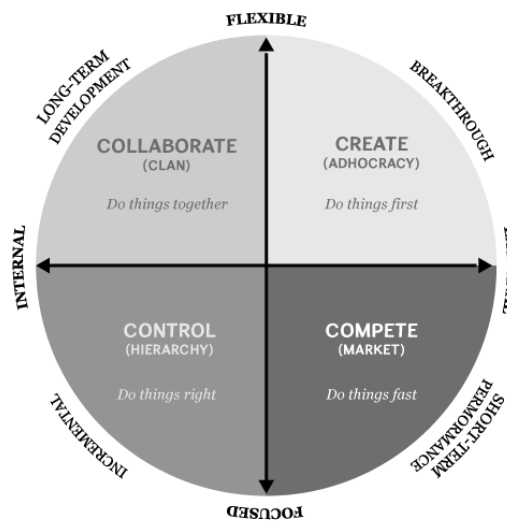 FLEXIBLE
LONG-TERM
DEVELOPMENT
BREAKTHROUGH
COLLABORATE
(CLAN)
Do things together
CREATE
(ADHOCRACY)
Do things first
INTERNAL
CONTROL
(HIERARCHY)
Do things right
COMPETE
(MARKET)
Do things fast
INCREMENTAL
SHORT-TERM
PERMORMANCE
FOCUSED